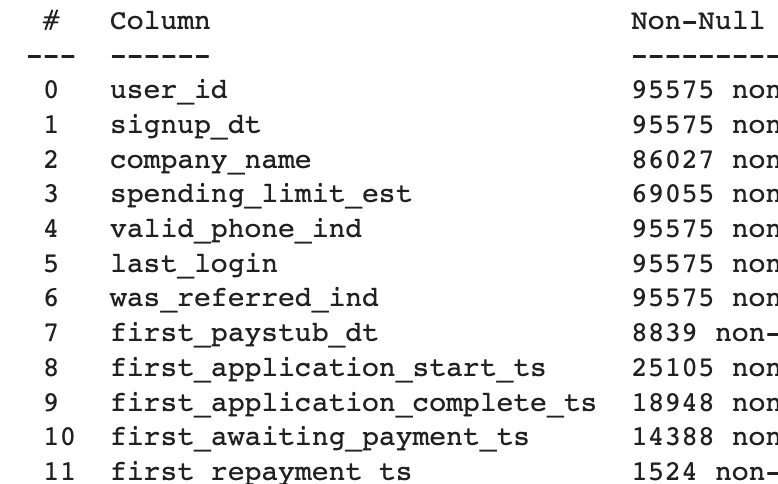 # Column Non-Null
--- ------ ---------
0 user_id 95575 non
1 signup_dt 95575 non
2 company_name 86027 non
3 spending_limit_est 69055 non
4 valid_phone_ind 95575 non
5 last_login 95575 non
6 was_referred_ind 95575 non
7 first_paystub_dt 8839 non-
8 first_application_start_ts 25105 non
9 first_application_complete_ts 18948 non
10 first_awaiting_payment_ts 14388 non
11 first_repayment_ts 1524 non-